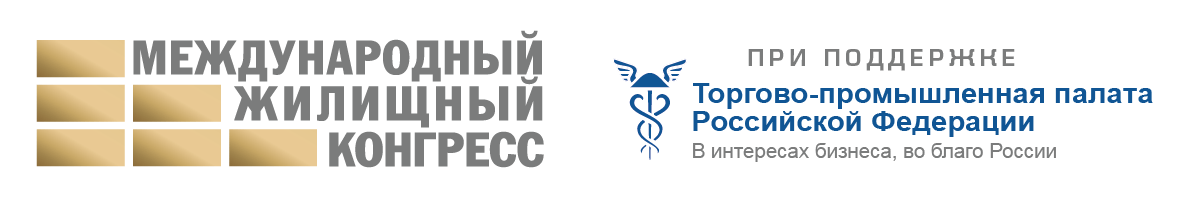 МЕЖДУНАРОДНЫЙ
ЖИЛИЩНЫЙ
КОНГРЕСС
ПРИ ПОДДЕРЖКЕ
Торгово-промышленная палата
Российской Федерации
В интересах бизнеса, во благо России